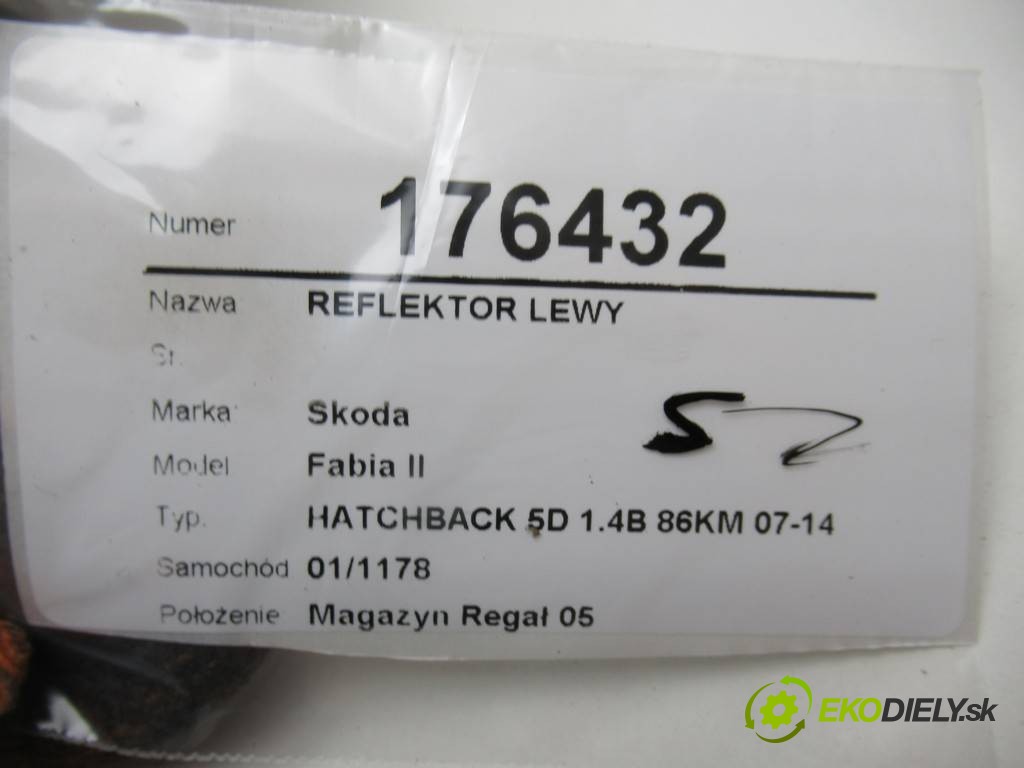 Numer 176432
Nazwa REFLEKTOR LEWY
Marka Skoda
Model Fabia II
Typ. HATCHBACK 5D 1.4B 86KM 07-14
Samochód 01/1178
Położenie Magazyn Regał 05
EKODIELY.sk